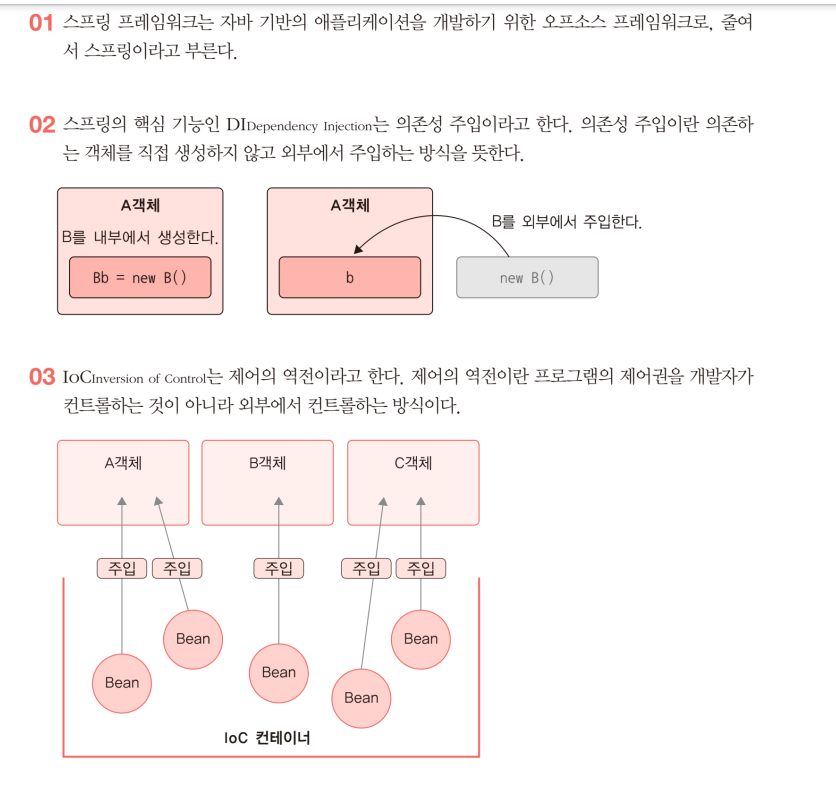 01 스프링 프레임워크는 자바 기반의 애플리케이션을 개발하기 위한 오프소스 프레임워크로, 줄여
서 스프링이라고 부른다.
02 스프링의 핵심 기능인 DIDependency Injection는 의존성 주입이라고 한다. 의존성 주입이란 의존하
는 객체를 직접 생성하지 않고 외부에서 주입하는 방식을 뜻한다.
A객체
B를 내부에서 생성한다.
Bb = new B()
A객체
b
B를 외부에서 주입한다.
new B()
03 IoCInversion of Control는 제어의 역전이라고 한다. 제어의 역전이란 프로그램의 제어권을 개발자가
컨트롤하는 것이 아니라 외부에서 컨트롤하는 방식이다.
A객체 B객체 C객체
주입 주입 주입 주입 주입
Bean Bean Bean Bean Bean
IoC 컨테이너